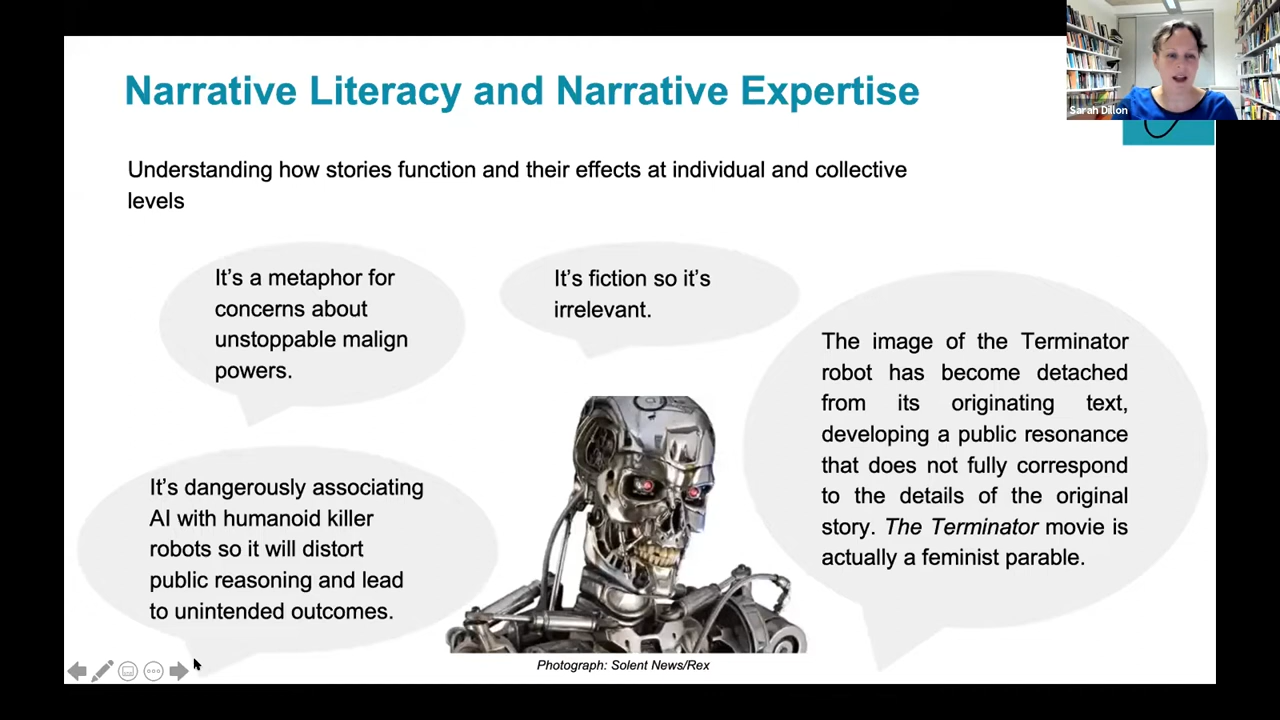 Narrative Literacy and Narrative Expertise
Sarah Dillon
Understanding how stories function and their effects at individual and collective
levels
It's a metaphor for
concerns about
unstoppable malign
powers.
It's fiction so it's
irrelevant.
The image of the Terminator
robot has become detached
from its originating text,
developing a public resonance
that does not fully correspond
to the details of the original
story. The Terminator movie is
actually a feminist parable.
It's dangerously associating
AI with humanoid killer
robots so it will distort
public reasoning and lead
to unintended outcomes.
Photograph: Solent News/Rex